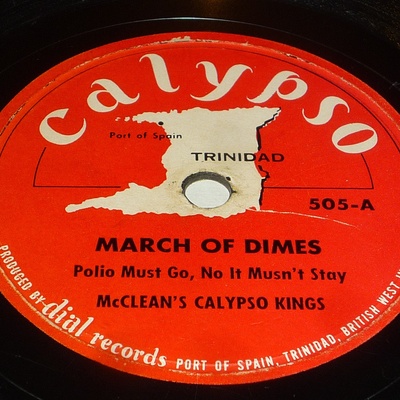 Calypso
Port of Spain
TRINIDAD
505-A
MARCH OF DIMES
Polio Must Go, No It Musn't Stay
McCLEAN'S CALYPSO KINGS
PRODUCED BY dial records PORT OF SPAIN, TRINIDAD, BRITISH WEST